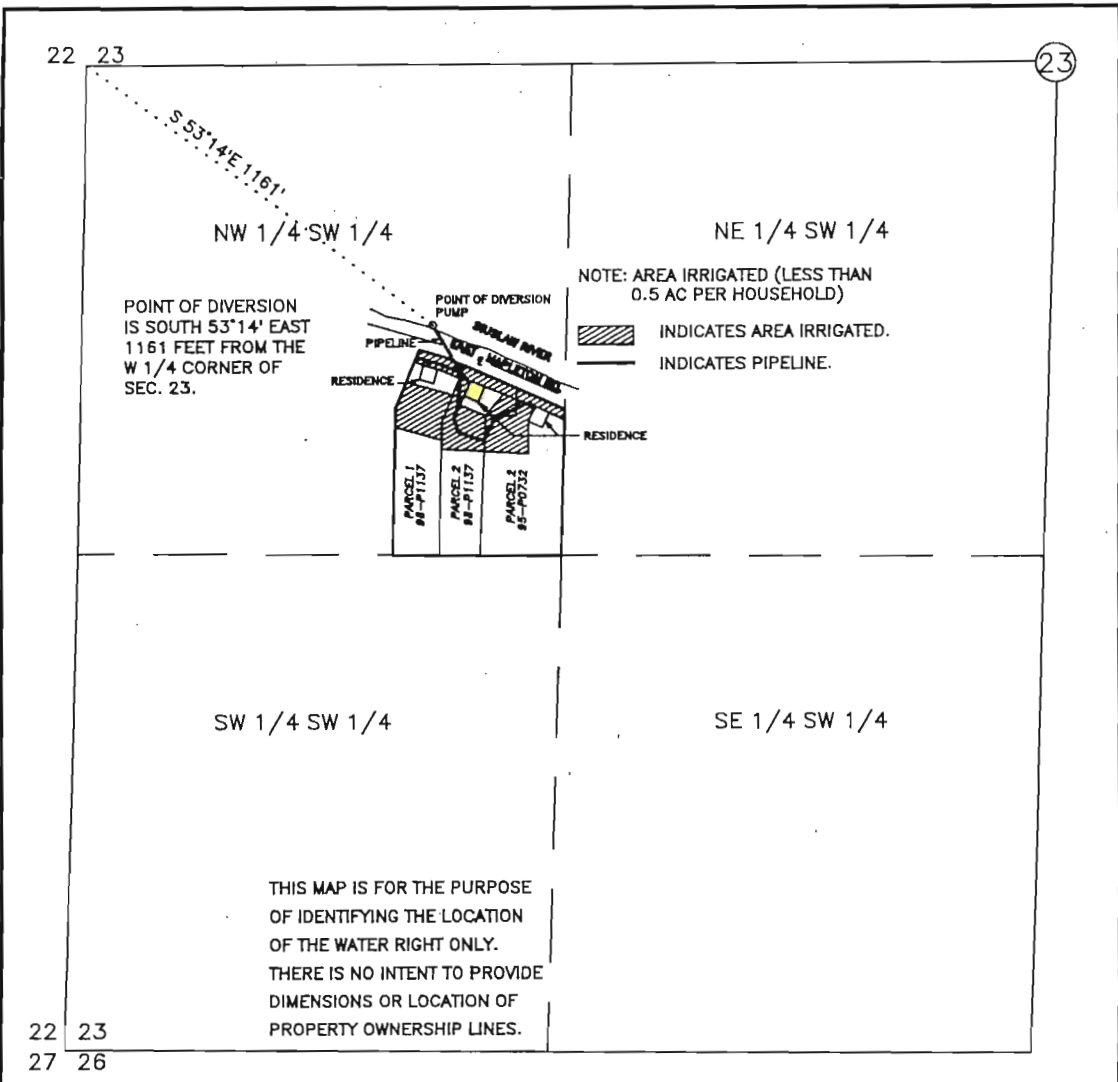 22 23
23
S 53°14'E 1161'
NW 1/4 SW 1/4
NE 1/4 SW 1/4
NOTE: AREA IRRIGATED (LESS THAN
0.5 AC PER HOUSEHOLD)
INDICATES AREA IRRIGATED.
INDICATES PIPELINE.
POINT OF DIVERSION
IS SOUTH 53°14' EAST
1161 FEET FROM THE
W 1/4 CORNER OF
SEC. 23.
POINT OF DIVERSION
PUMP
SIUSLAW RIVER
PIPELINE
EAST MAPLETON RD.
RESIDENCE
RESIDENCE
PARCEL 1
98-P1137
PARCEL 2
98-P1137
PARCEL 2
95-P0732
SW 1/4 SW 1/4
SE 1/4 SW 1/4
THIS MAP IS FOR THE PURPOSE
OF IDENTIFYING THE LOCATION
OF THE WATER RIGHT ONLY.
THERE IS NO INTENT TO PROVIDE
DIMENSIONS OR LOCATION OF
PROPERTY OWNERSHIP LINES.
22 23
27 26